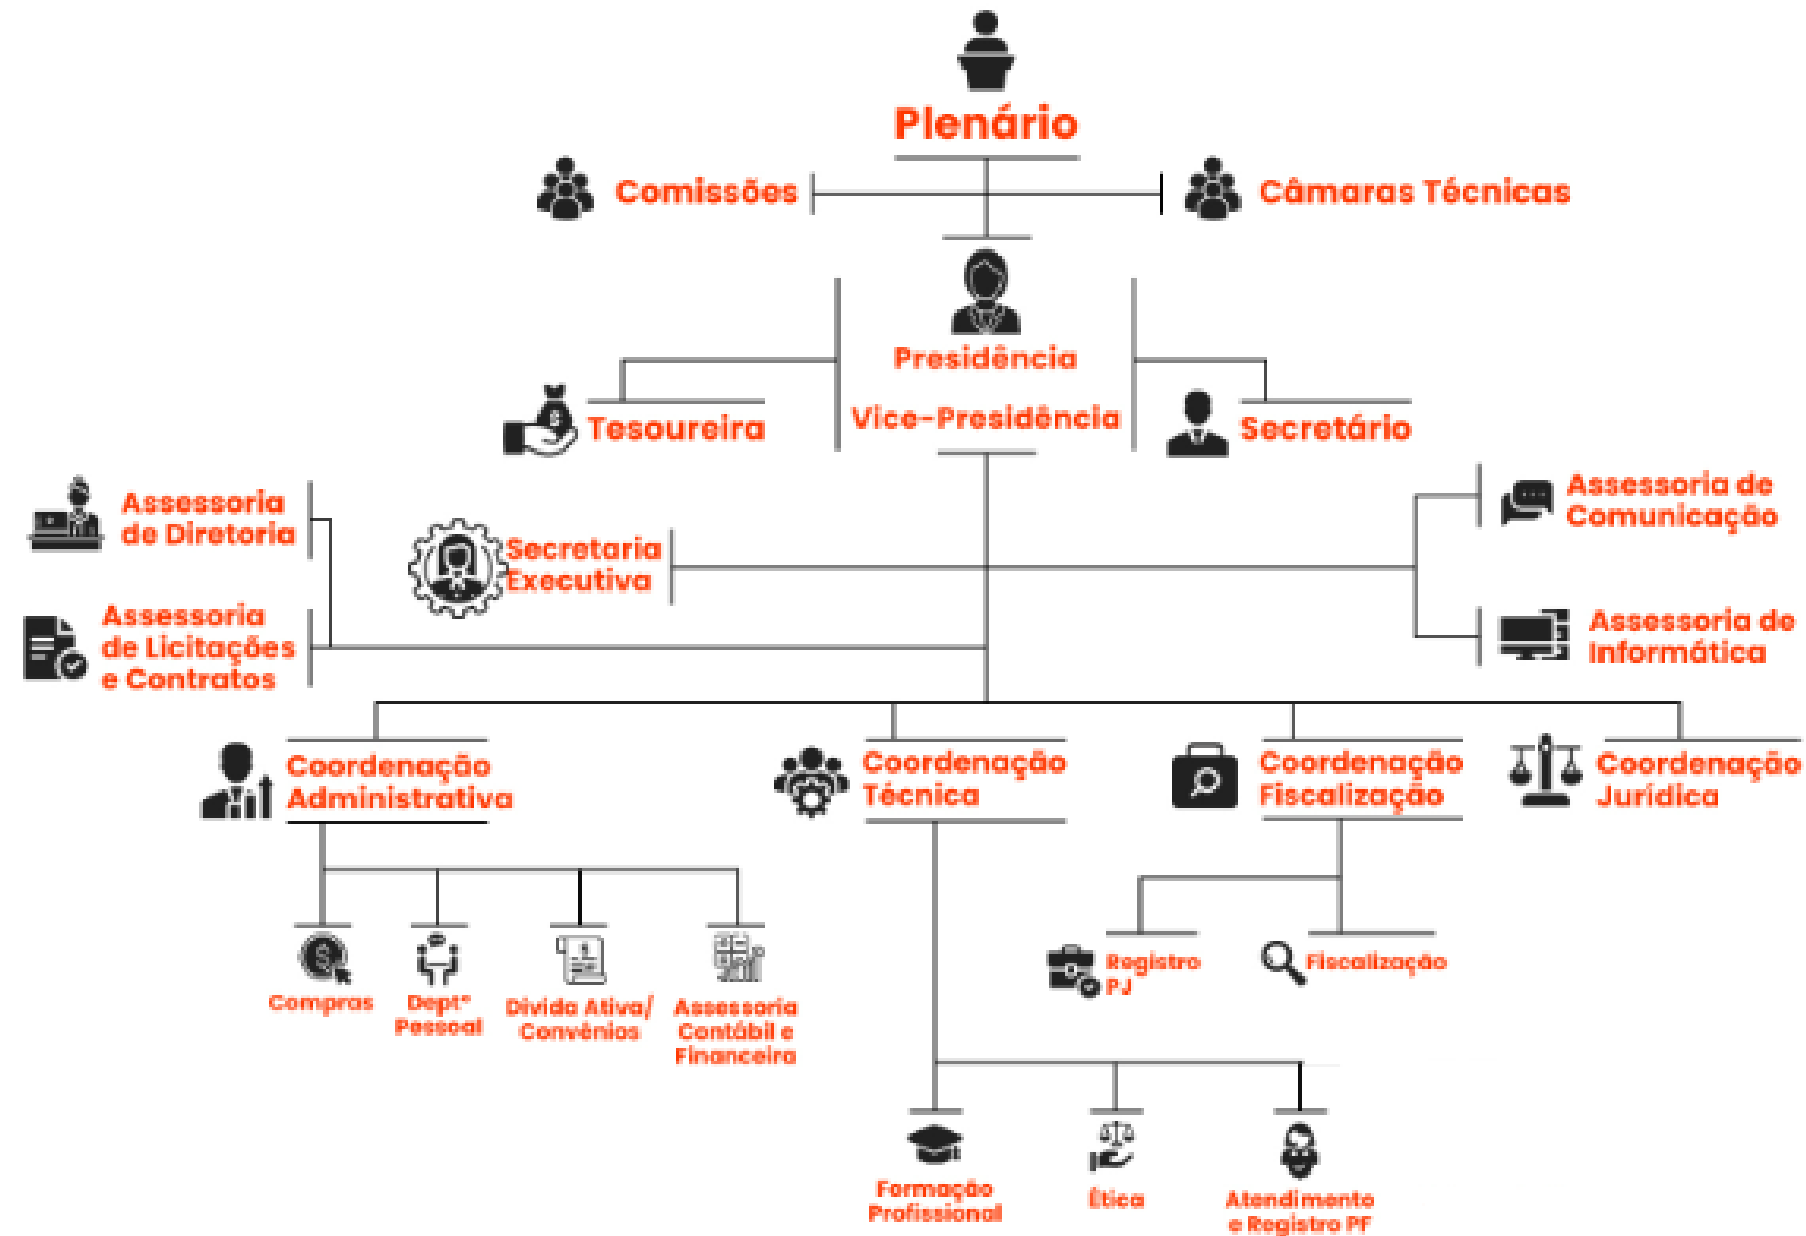 Plenário
Comissões
Câmaras Técnicas
Presidência
Vice-Presidência
Tesoureira
Secretário
Assessoria
de Diretoria
Secretaria
Executiva
Assessoria de
Comunicação
Assessoria
de Licitações
e Contratos
Assessoria de
Informática
Coordenação
Administrativa
Coordenação
Técnica
Coordenação
Fiscalização
Coordenação
Jurídica
Compras
Deptº
Pessoal
Dívida Ativa/
Convênios
Assessoria
Contábil e
Financeira
Registro
PJ
Fiscalização
Formação
Profissional
Ética
Atendimento
e Registro PF